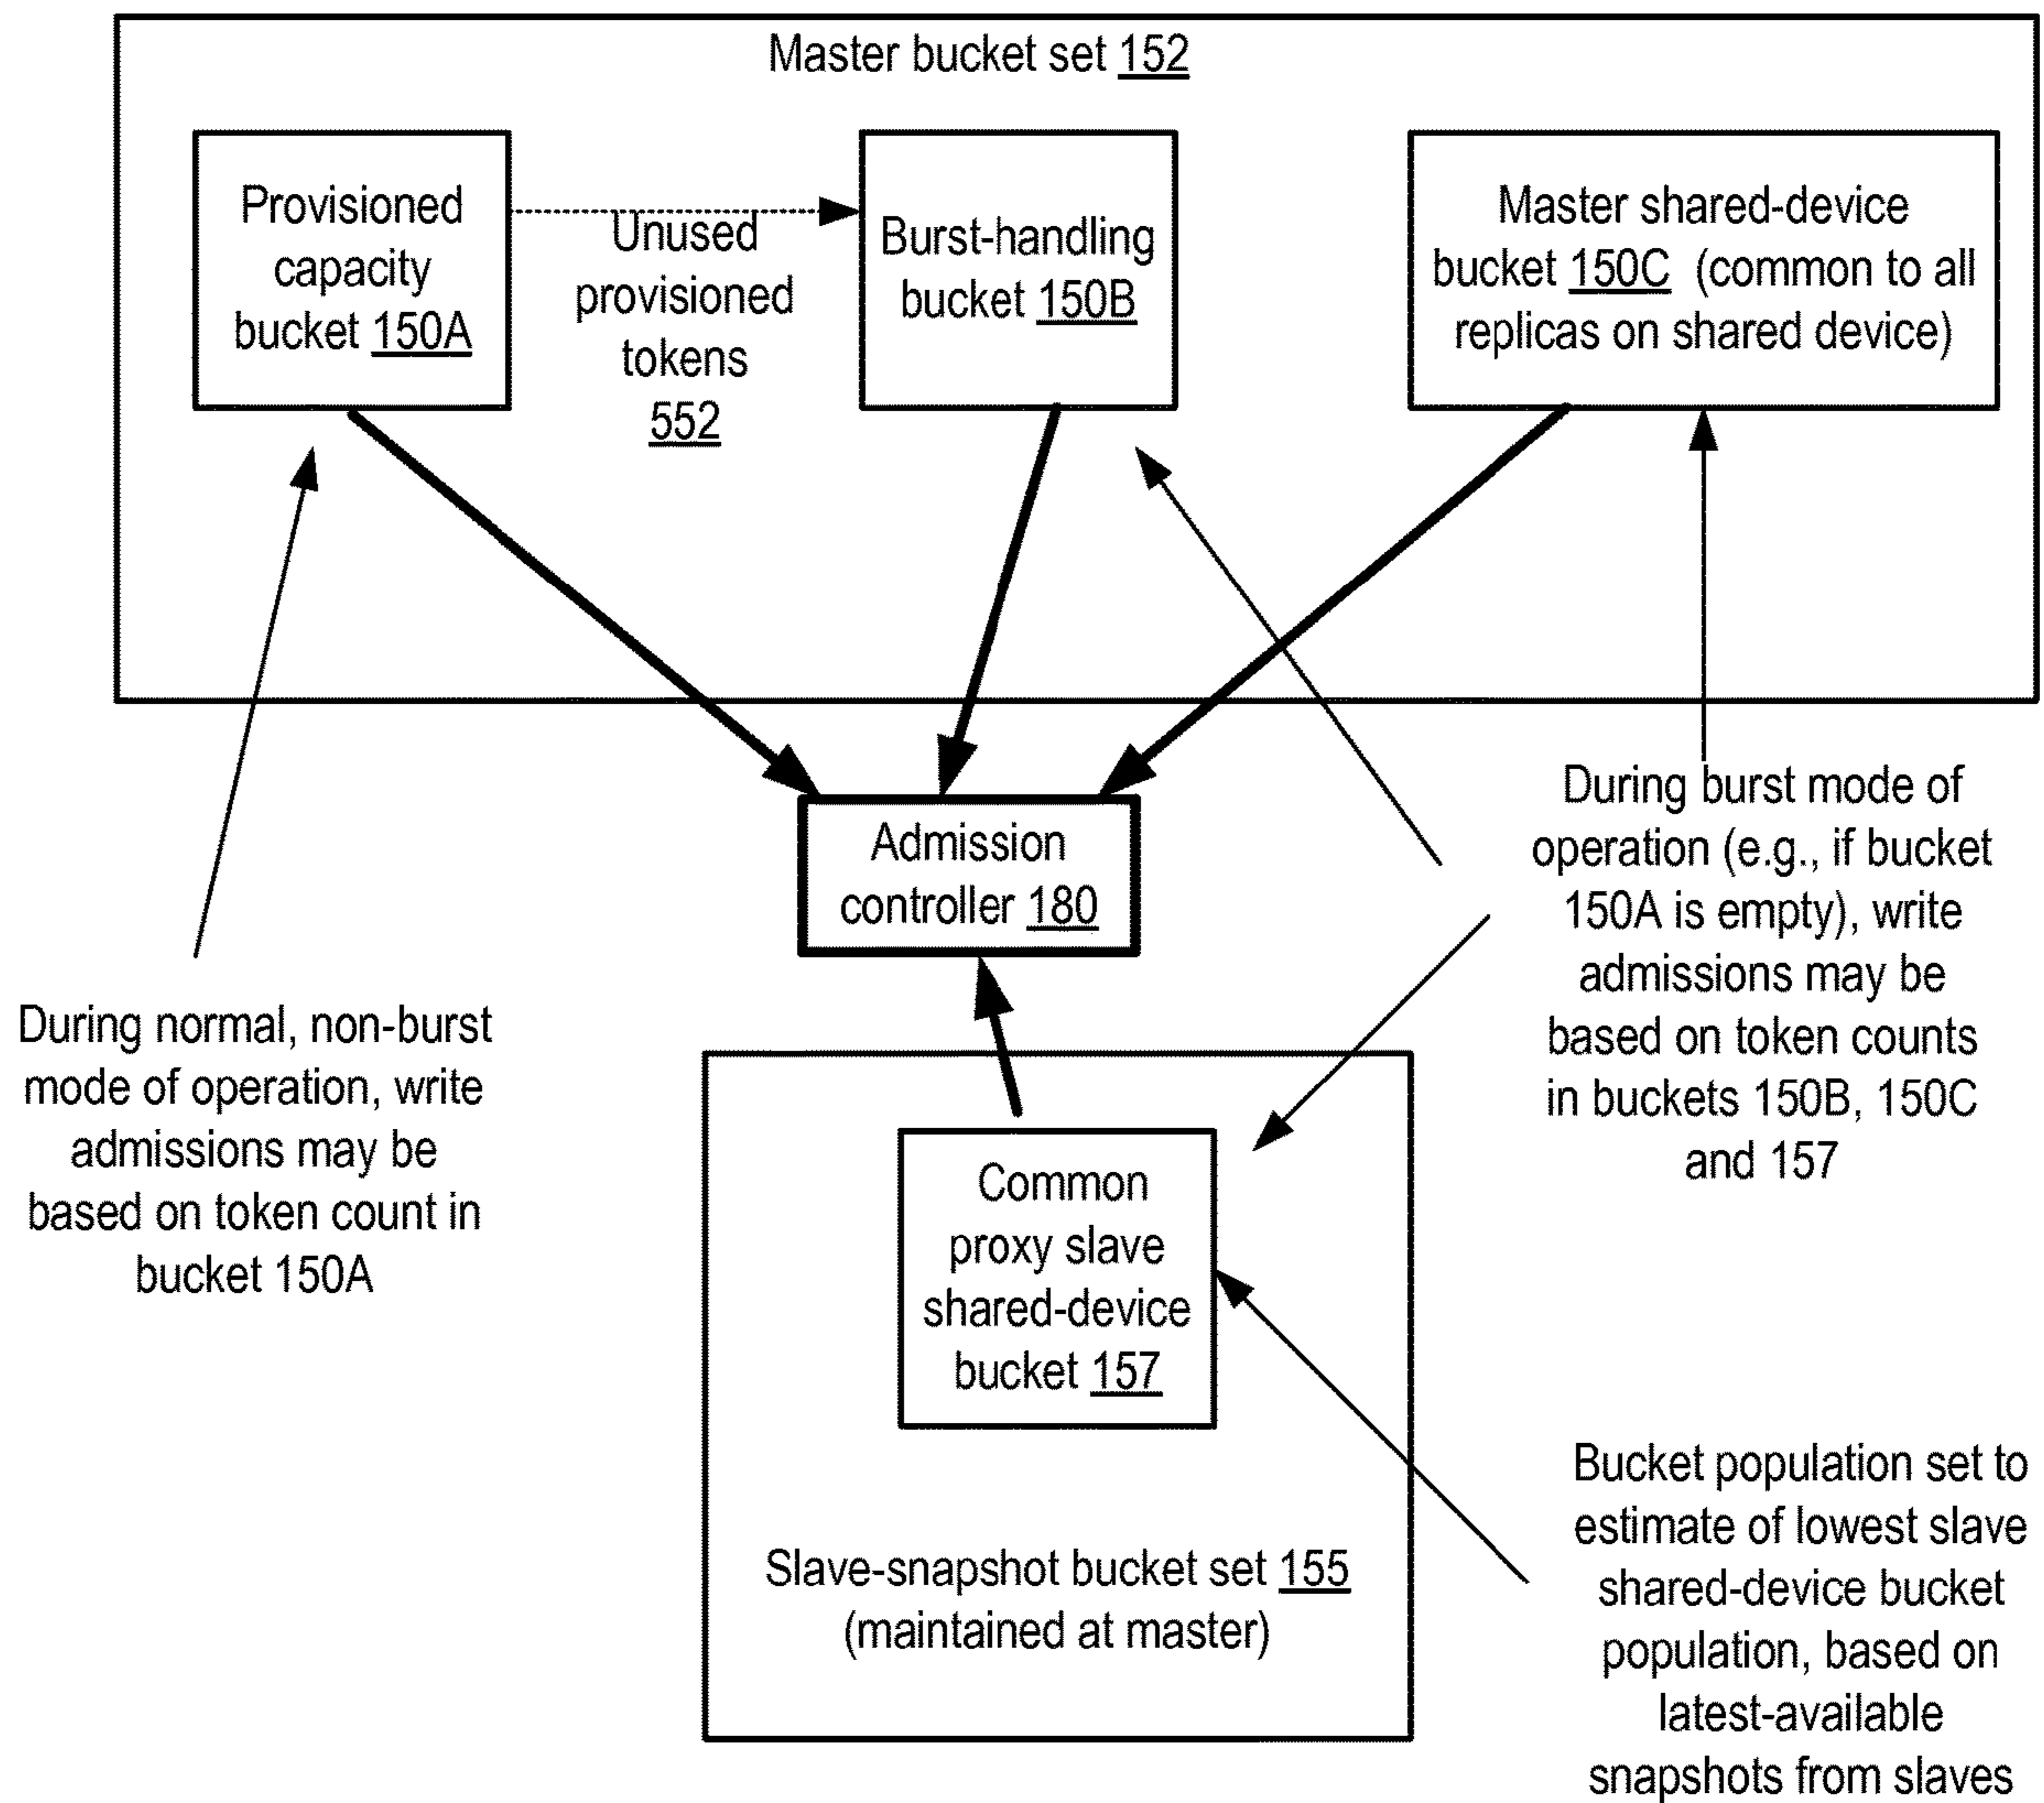 Master bucket set 152
Provisioned
capacity
bucket 150A
Unused
provisioned
tokens
552
Burst-handling
bucket 150B
Master shared-device
bucket 150C (common to all
replicas on shared device)
Admission
controller 180
During normal, non-burst
mode of operation, write
admissions may be
based on token count in
bucket 150A
During burst mode of
operation (e.g., if bucket
150A is empty), write
admissions may be
based on token counts
in buckets 150B, 150C
and 157
Common
proxy slave
shared-device
bucket 157
Slave-snapshot bucket set 155
(maintained at master)
Bucket population set to
estimate of lowest slave
shared-device bucket
population, based on
latest-available
snapshots from slaves